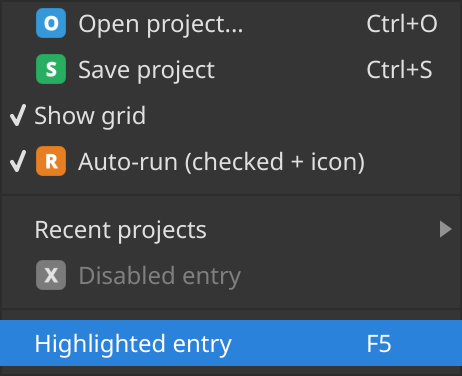 O Open project... Ctrl+O
S Save project Ctrl+S
Show grid
R Auto-run (checked + icon)
Recent projects
X Disabled entry
Highlighted entry F5